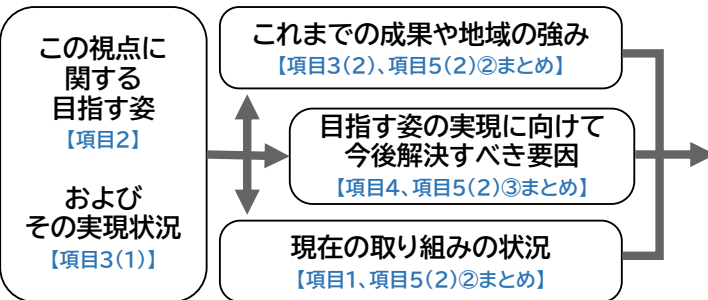 この視点に
関する
目指す姿
【項目2】
および
その実現状況
【項目3(1)】
これまでの成果や地域の強み
【項目3(2)、項目5(2)②まとめ】
目指す姿の実現に向けて
今後解決すべき要因
【項目4、項目5(2)③まとめ】
現在の取り組みの状況
【項目1、項目5(2)②まとめ】